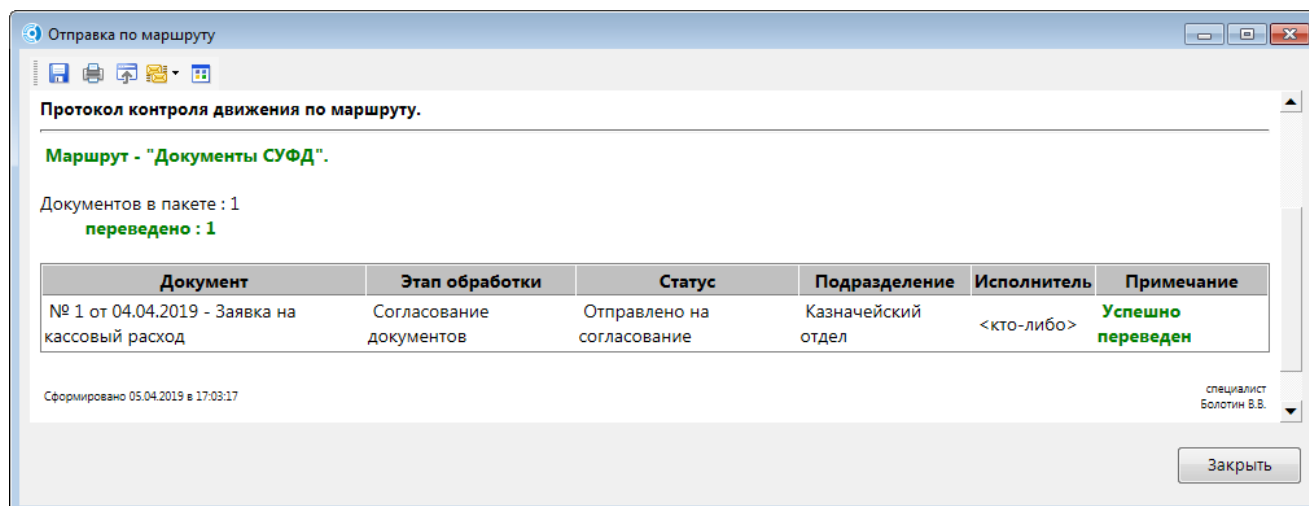 Отправка по маршруту
Протокол контроля движения по маршруту.
Маршрут - "Документы СУФД".
Документов в пакете : 1
переведено : 1
Документ Этап обработки Статус Подразделение Исполнитель Примечание
№ 1 от 04.04.2019 - Заявка на Согласование Отправлено на Казначейский <кто-либо> Успешно
кассовый расход документов согласование отдел переведен
Сформировано 05.04.2019 в 17:03:17
специалист
Болотин В.В.
Закрыть